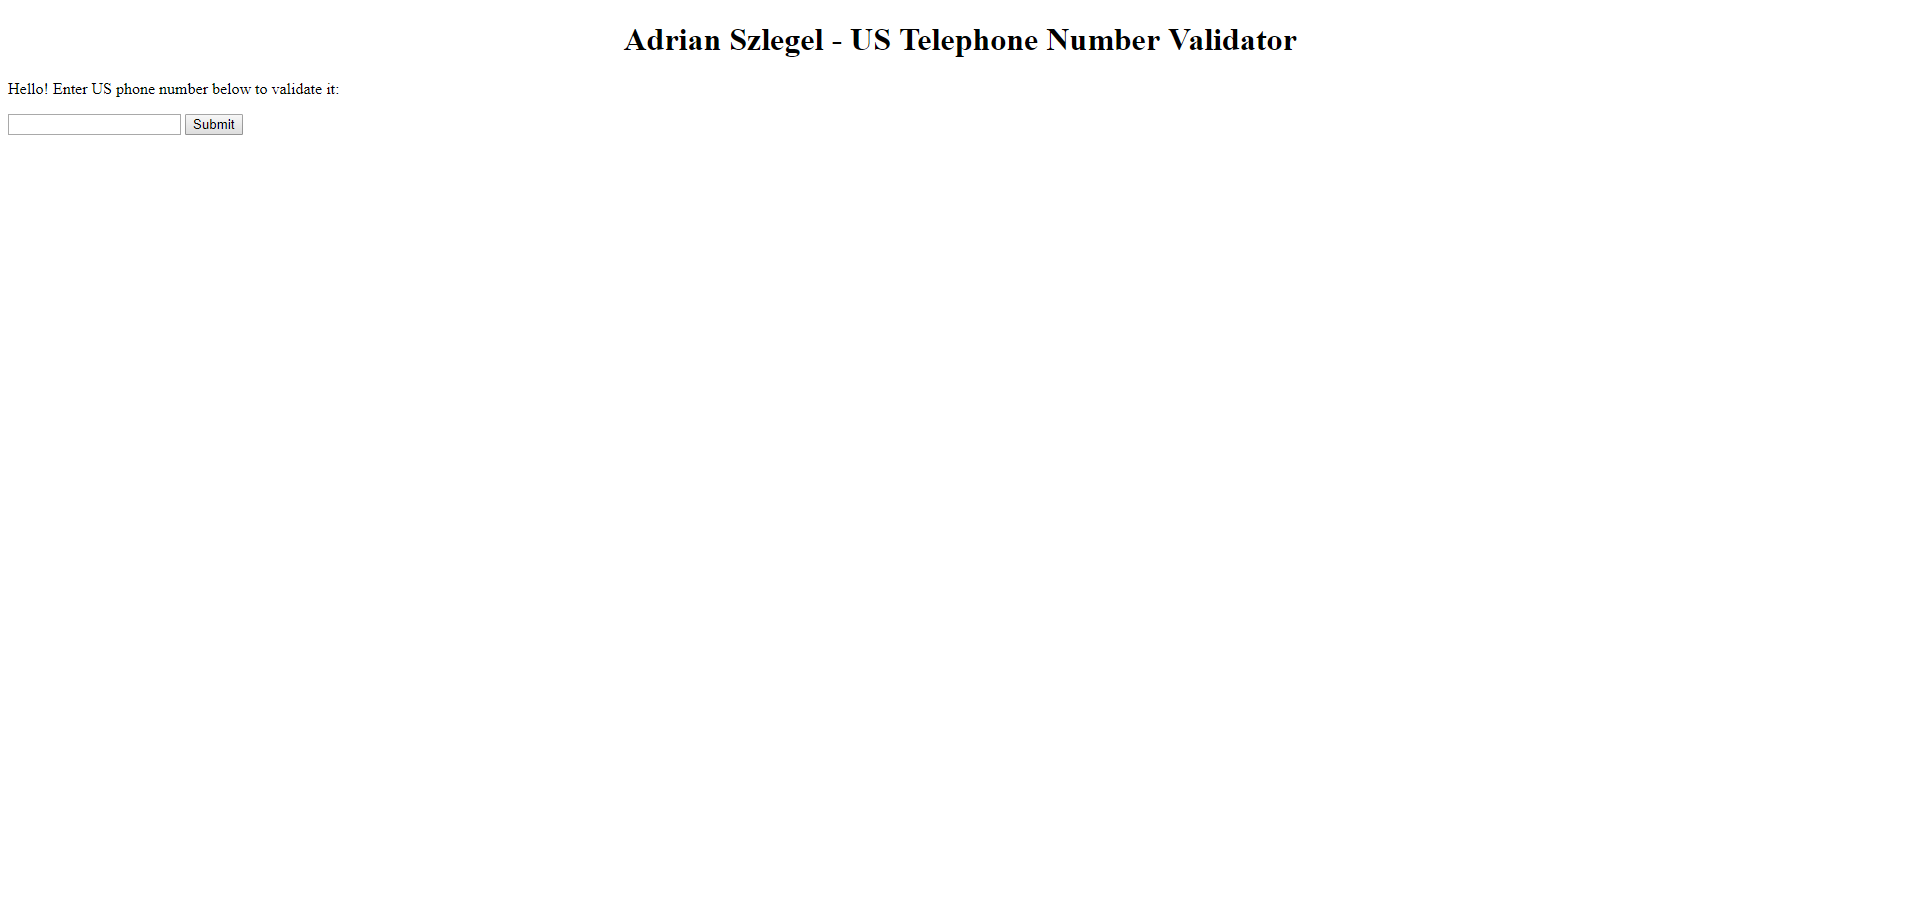 Adrian Szlegel - US Telephone Number Validator
Hello! Enter US phone number below to validate it:
Submit